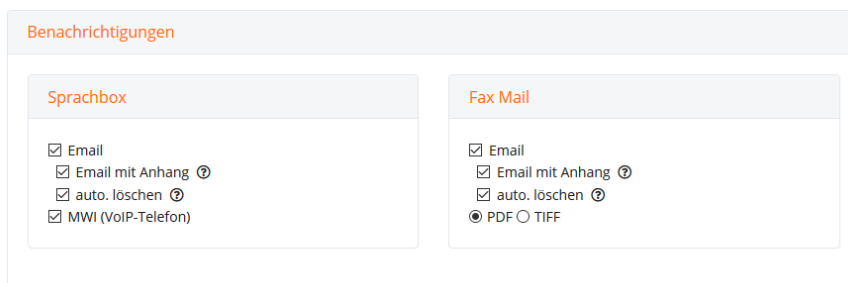 Benachrichtigungen
Sprachbox
Email
Email mit Anhang
auto. löschen
MWI (VoIP-Telefon)
Fax Mail
Email
Email mit Anhang
auto. löschen
PDF TIFF